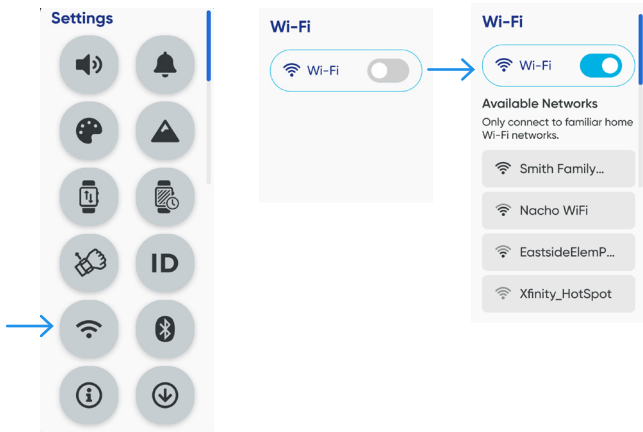 Settings
ID
Wi-Fi
Wi-Fi
Wi-Fi
Wi-Fi
Available Networks
Only connect to familiar home
Wi-Fi networks.
Smith Family...
Nacho WiFi
EastsideElemP...
Xfinity_HotSpot